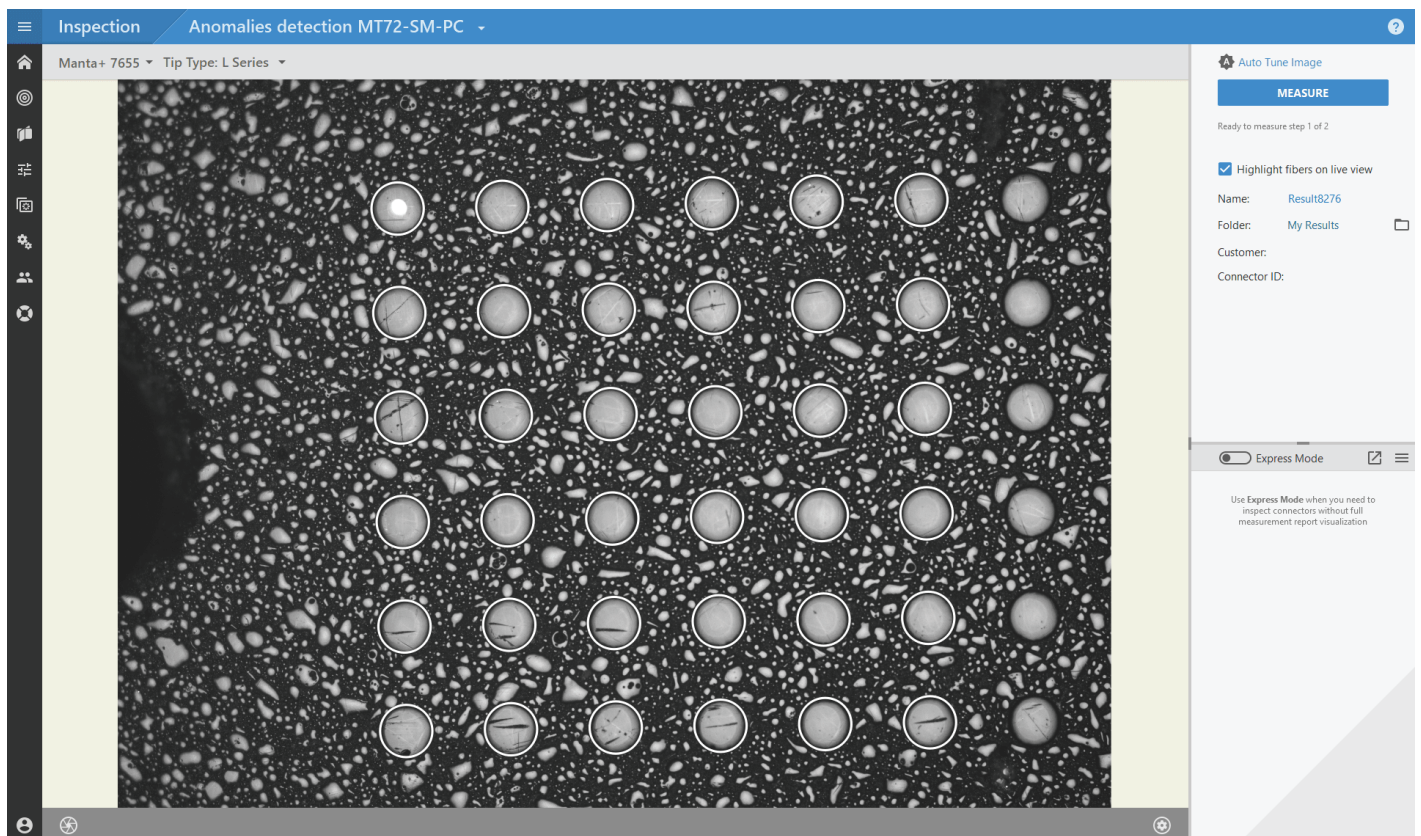 Inspection
Anomalies detection MT72-SM-PC
Manta+ 7655
Tip Type: L Series
Auto Tune Image
MEASURE
Ready to measure step 1 of 2
Highlight fibers on live view
Name: Result8276
Folder: My Results
Customer:
Connector ID:
Express Mode
Use Express Mode when you need to
inspect connectors without full
measurement report visualization